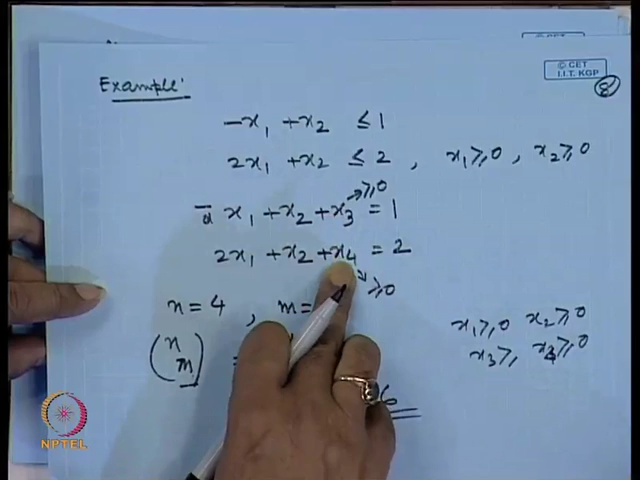 © CET
I.I.T. KGP
8
Example:
-x₁ + x₂ ≤ 1
2x₁ + x₂ ≤ 2 , x₁ ≥ 0 , x₂ ≥ 0
- x₁ + x₂ + x₃ = 1 → ≥ 0
2x₁ + x₂ + x₄ = 2 → ≥ 0
n = 4 , m =
(n m) =
6
x₁ ≥ 0 x₂ ≥ 0
x₃ ≥, x₄ ≥ 0
NPTEL